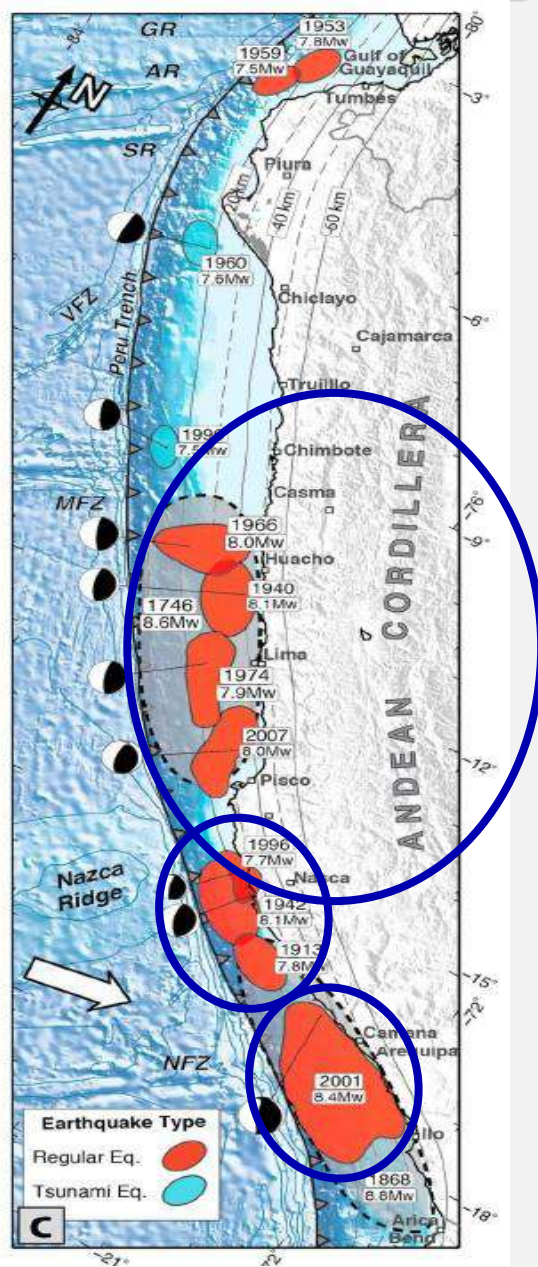 -84°
GR
1953
7.8Mw
-80°
1959
7.5Mw
Gulf of
Guayaquil
AR
N
Tumbes
-3°
SR
Piura
20 km
40 km
60 km
1960
7.6Mw
Chiclayo
VFZ
Peru Trench
-6°
Cajamarca
Trujillo
1996
Chimbote
Casma
-76°
MFZ
1966
8.0Mw
-9°
Huacho
1940
8.1Mw
1746
8.6Mw
Lima
1974
7.9Mw
2007
8.0Mw
ANDEAN CORDILLERA
-12°
Pisco
1996
7.7Mw
Nazca
Ridge
Nasca
1942
8.1Mw
1913
7.8Mw
-15°
-72°
Camana
Arequipa
NFZ
2001
8.4Mw
Earthquake Type
Regular Eq.
Tsunami Eq.
llo
1868
8.8Mw
C
Arica
Bend
-18°
-21°